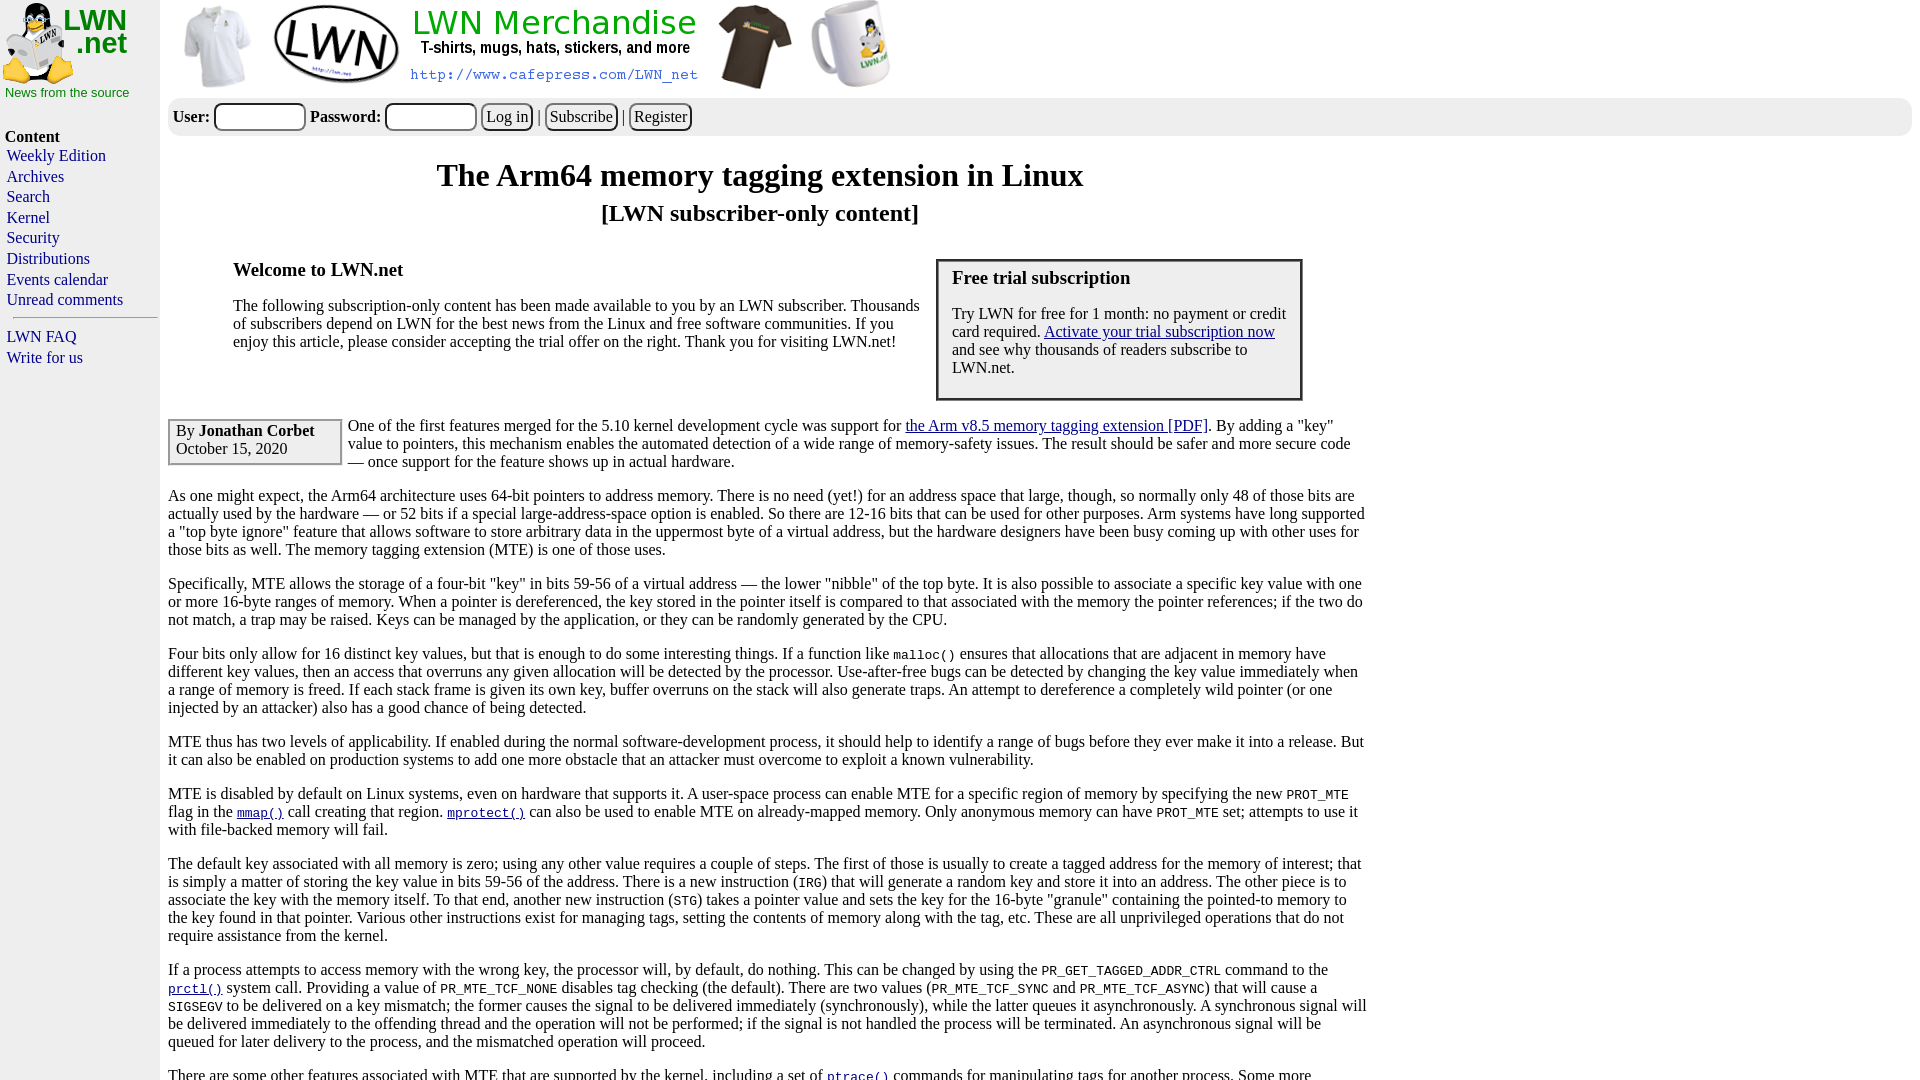 LWN
.net
News from the source
Content
Weekly Edition
Archives
Search
Kernel
Security
Distributions
Events calendar
Unread comments
LWN FAQ
Write for us
LWN
http://lwn.net
LWN Merchandise
T-shirts, mugs, hats, stickers, and more
http://www.cafepress.com/LWN_net
User: Password: Log in | Subscribe | Register
The Arm64 memory tagging extension in Linux
[LWN subscriber-only content]
Welcome to LWN.net
The following subscription-only content has been made available to you by an LWN subscriber. Thousands
of subscribers depend on LWN for the best news from the Linux and free software communities. If you
enjoy this article, please consider accepting the trial offer on the right. Thank you for visiting LWN.net!
Free trial subscription
Try LWN for free for 1 month: no payment or credit
card required. Activate your trial subscription now
and see why thousands of readers subscribe to
LWN.net.
By Jonathan Corbet
October 15, 2020
One of the first features merged for the 5.10 kernel development cycle was support for the Arm v8.5 memory tagging extension [PDF]. By adding a "key"
value to pointers, this mechanism enables the automated detection of a wide range of memory-safety issues. The result should be safer and more secure code
— once support for the feature shows up in actual hardware.
As one might expect, the Arm64 architecture uses 64-bit pointers to address memory. There is no need (yet!) for an address space that large, though, so normally only 48 of those bits are
actually used by the hardware — or 52 bits if a special large-address-space option is enabled. So there are 12-16 bits that can be used for other purposes. Arm systems have long supported
a "top byte ignore" feature that allows software to store arbitrary data in the uppermost byte of a virtual address, but the hardware designers have been busy coming up with other uses for
those bits as well. The memory tagging extension (MTE) is one of those uses.
Specifically, MTE allows the storage of a four-bit "key" in bits 59-56 of a virtual address — the lower "nibble" of the top byte. It is also possible to associate a specific key value with one
or more 16-byte ranges of memory. When a pointer is dereferenced, the key stored in the pointer itself is compared to that associated with the memory the pointer references; if the two do
not match, a trap may be raised. Keys can be managed by the application, or they can be randomly generated by the CPU.
Four bits only allow for 16 distinct key values, but that is enough to do some interesting things. If a function like malloc() ensures that allocations that are adjacent in memory have
different key values, then an access that overruns any given allocation will be detected by the processor. Use-after-free bugs can be detected by changing the key value immediately when
a range of memory is freed. If each stack frame is given its own key, buffer overruns on the stack will also generate traps. An attempt to dereference a completely wild pointer (or one
injected by an attacker) also has a good chance of being detected.
MTE thus has two levels of applicability. If enabled during the normal software-development process, it should help to identify a range of bugs before they ever make it into a release. But
it can also be enabled on production systems to add one more obstacle that an attacker must overcome to exploit a known vulnerability.
MTE is disabled by default on Linux systems, even on hardware that supports it. A user-space process can enable MTE for a specific region of memory by specifying the new PROT_MTE
flag in the mmap() call creating that region. mprotect() can also be used to enable MTE on already-mapped memory. Only anonymous memory can have PROT_MTE set; attempts to use it
with file-backed memory will fail.
The default key associated with all memory is zero; using any other value requires a couple of steps. The first of those is usually to create a tagged address for the memory of interest; that
is simply a matter of storing the key value in bits 59-56 of the address. There is a new instruction (IRG) that will generate a random key and store it into an address. The other piece is to
associate the key with the memory itself. To that end, another new instruction (STG) takes a pointer value and sets the key for the 16-byte "granule" containing the pointed-to memory to
the key found in that pointer. Various other instructions exist for managing tags, setting the contents of memory along with the tag, etc. These are all unprivileged operations that do not
require assistance from the kernel.
If a process attempts to access memory with the wrong key, the processor will, by default, do nothing. This can be changed by using the PR_GET_TAGGED_ADDR_CTRL command to the
prctl() system call. Providing a value of PR_MTE_TCF_NONE disables tag checking (the default). There are two values (PR_MTE_TCF_SYNC and PR_MTE_TCF_ASYNC) that will cause a
SIGSEGV to be delivered on a key mismatch; the former causes the signal to be delivered immediately (synchronously), while the latter queues it asynchronously. A synchronous signal will
be delivered immediately to the offending thread and the operation will not be performed; if the signal is not handled the process will be terminated. An asynchronous signal will be
queued for later delivery to the process, and the mismatched operation will proceed.
There are some other features associated with MTE that are supported by the kernel, including a set of ptrace() commands for manipulating tags for another process. Some more